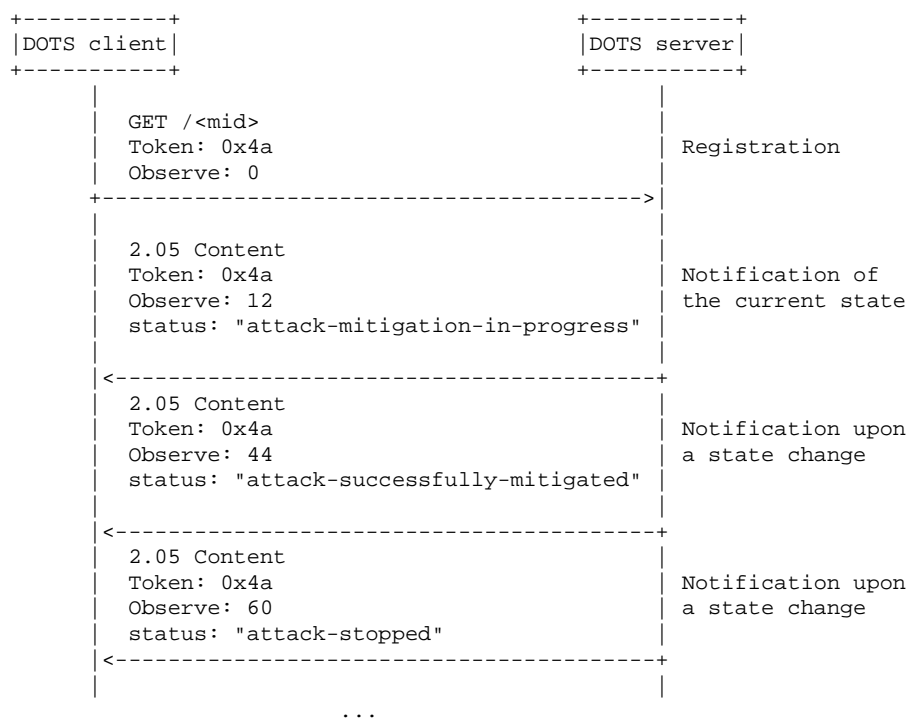 DOTS client DOTS server
GET /<mid>
Token: 0x4a Registration
Observe: 0
2.05 Content
Token: 0x4a Notification of
Observe: 12 the current state
status: "attack-mitigation-in-progress"
2.05 Content
Token: 0x4a Notification upon
Observe: 44 a state change
status: "attack-successfully-mitigated"
2.05 Content
Token: 0x4a Notification upon
Observe: 60 a state change
status: "attack-stopped"
...